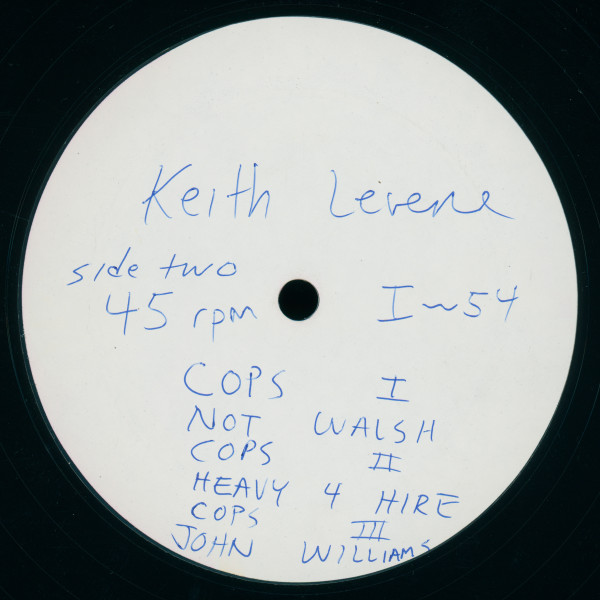 Keith Levene
side two
45 rpm I~54
COPS I
NOT WALSH
COPS II
HEAVY 4 HIRE
COPS III
JOHN WILLIAMS